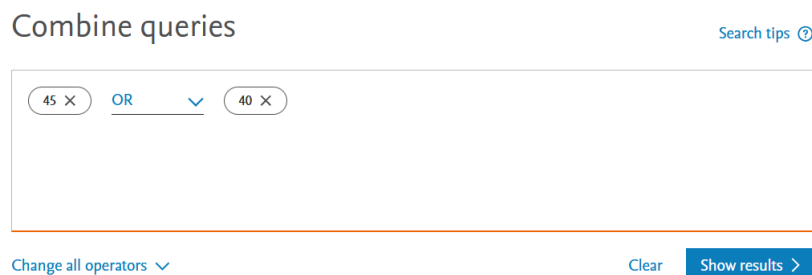 Combine queries
Search tips
45 OR 40
Change all operators
Clear
Show results